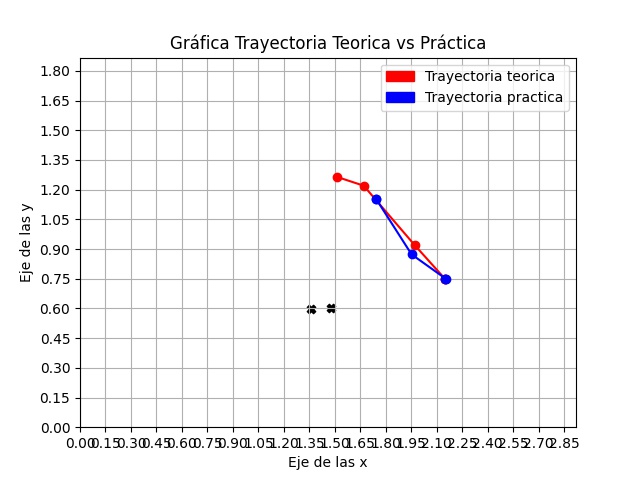 Gráfica Trayectoria Teorica vs Práctica
Trayectoria teorica
Trayectoria practica
Eje de las y
1.80
1.65
1.50
1.35
1.20
1.05
0.90
0.75
0.60
0.45
0.30
0.15
0.00
0.00 0.15 0.30 0.45 0.60 0.75 0.90 1.05 1.20 1.35 1.50 1.65 1.80 1.95 2.10 2.25 2.40 2.55 2.70 2.85
Eje de las x